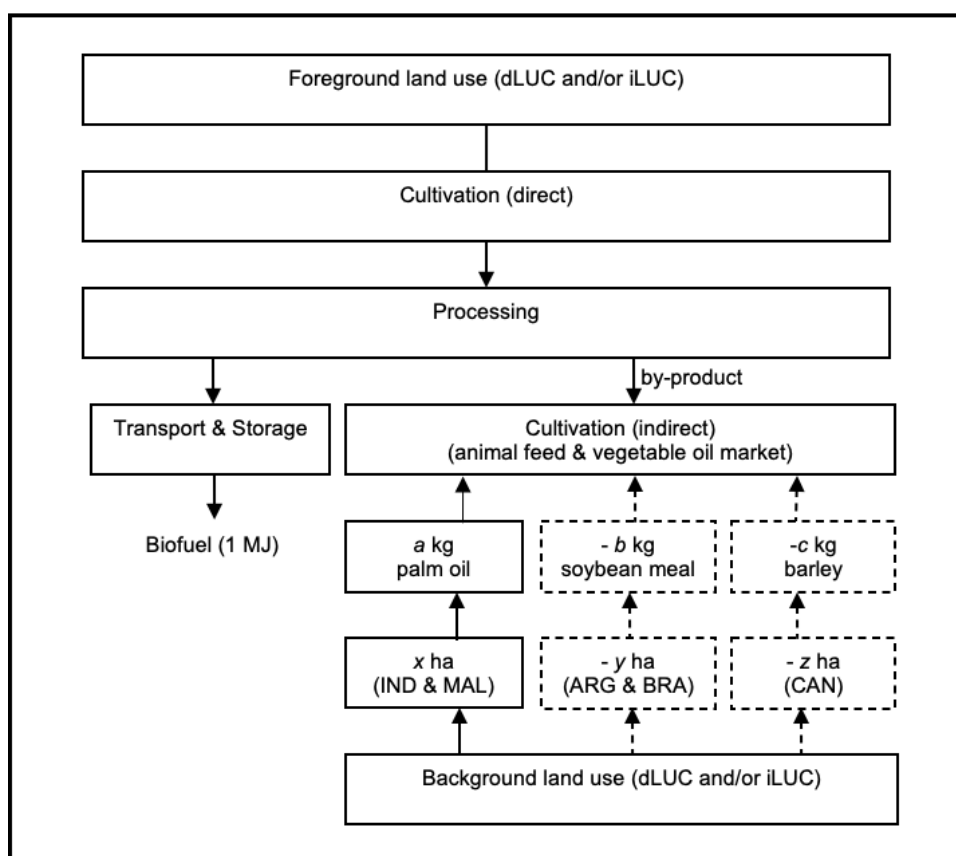 Foreground land use (dLUC and/or iLUC)
Cultivation (direct)
Processing
by-product
Transport & Storage
Cultivation (indirect)
(animal feed & vegetable oil market)
Biofuel (1 MJ)
a kg
palm oil
- b kg
soybean meal
-c kg
barley
x ha
(IND & MAL)
- y ha
(ARG & BRA)
- z ha
(CAN)
Background land use (dLUC and/or iLUC)